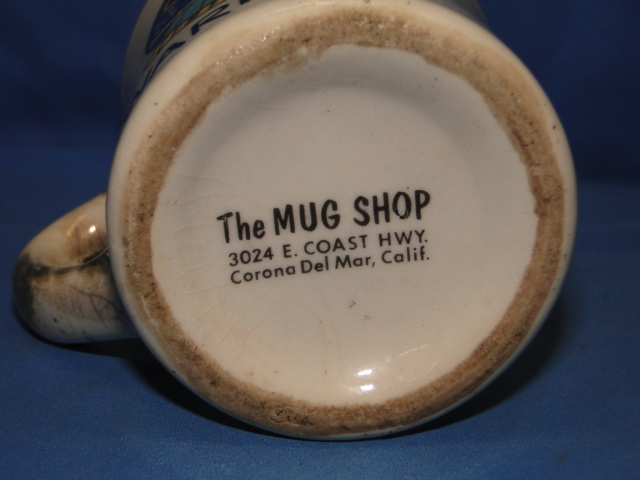 The MUG SHOP
3024 E. COAST HWY.
Corona Del Mar, Calif.